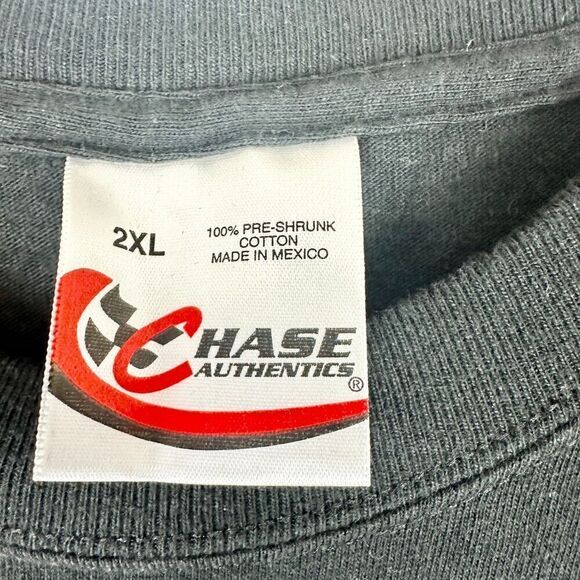 2XL
100% PRE-SHRUNK
COTTON
MADE IN MEXICO
CHASE
AUTHENTICS®